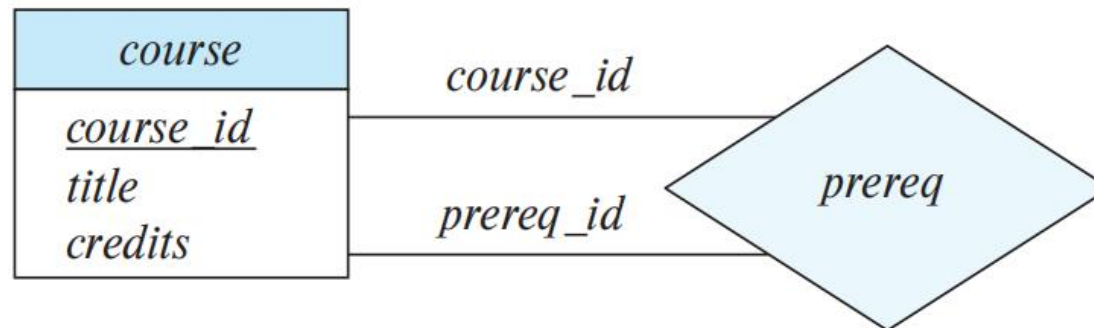 course
course_id
title
credits
course_id
prereq_id
prereq